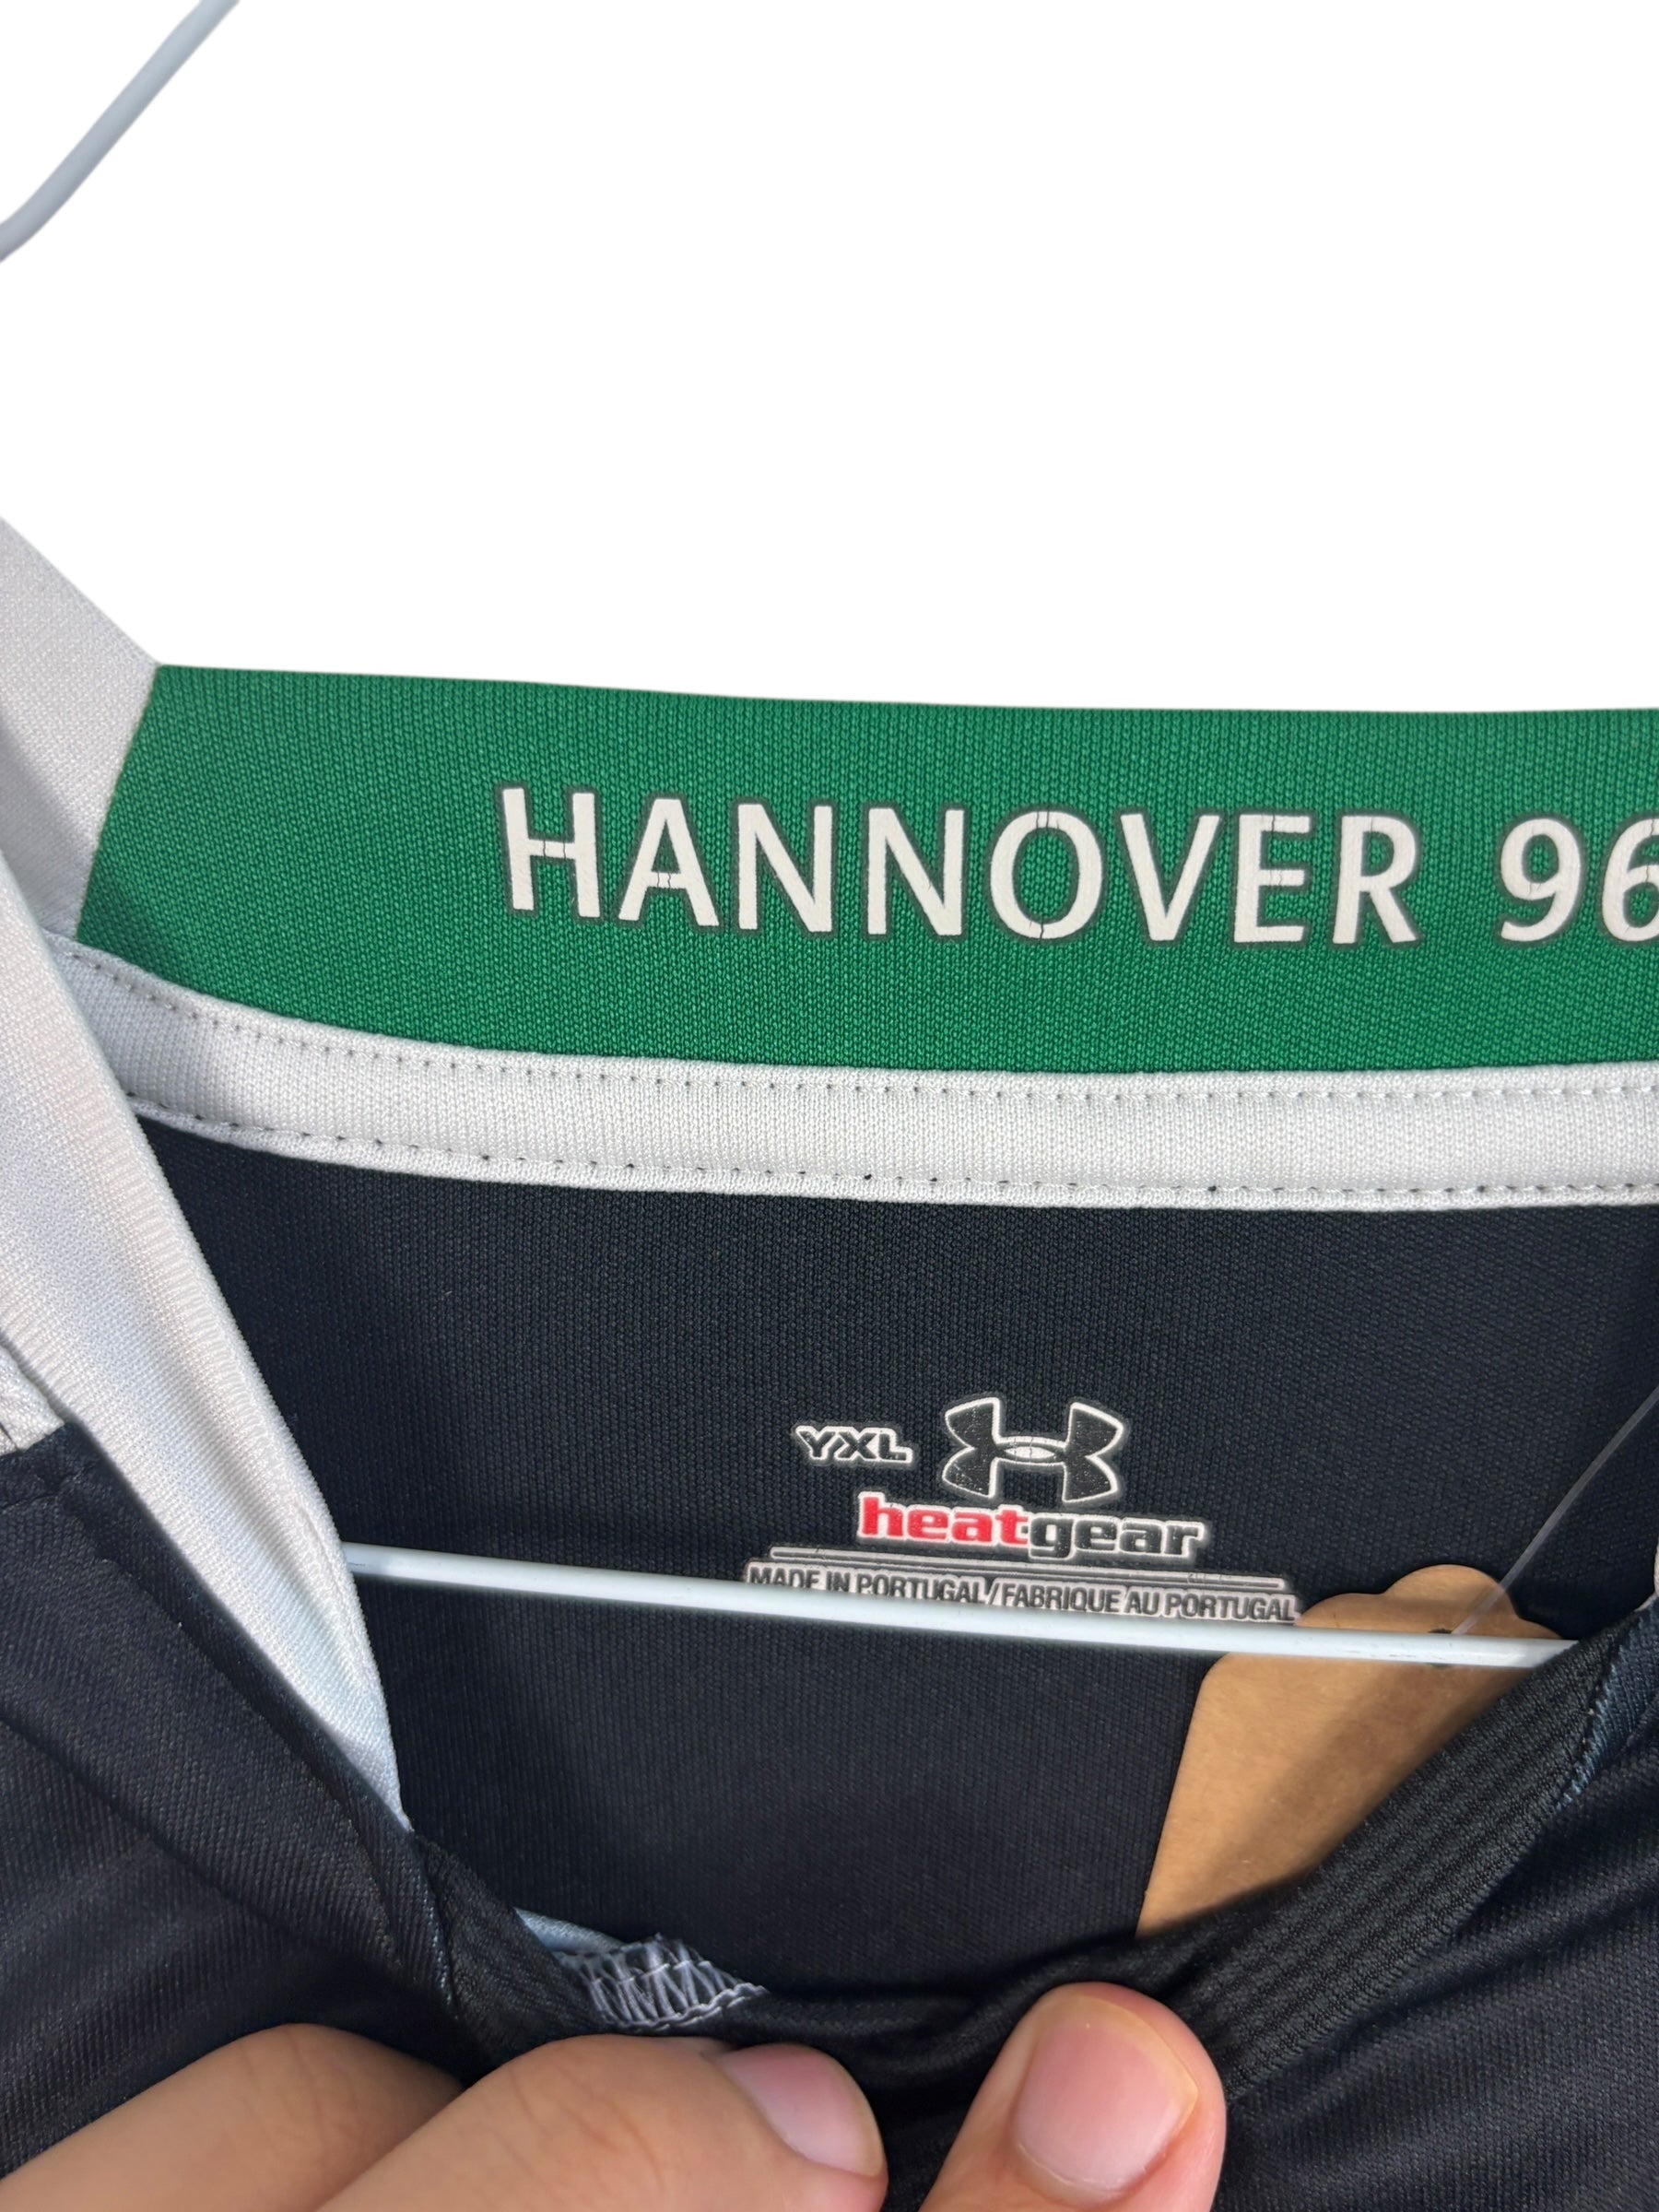 HANNOVER 96
YXL
heatgear
MADE IN PORTUGAL/FABRIQUE AU PORTUGAL